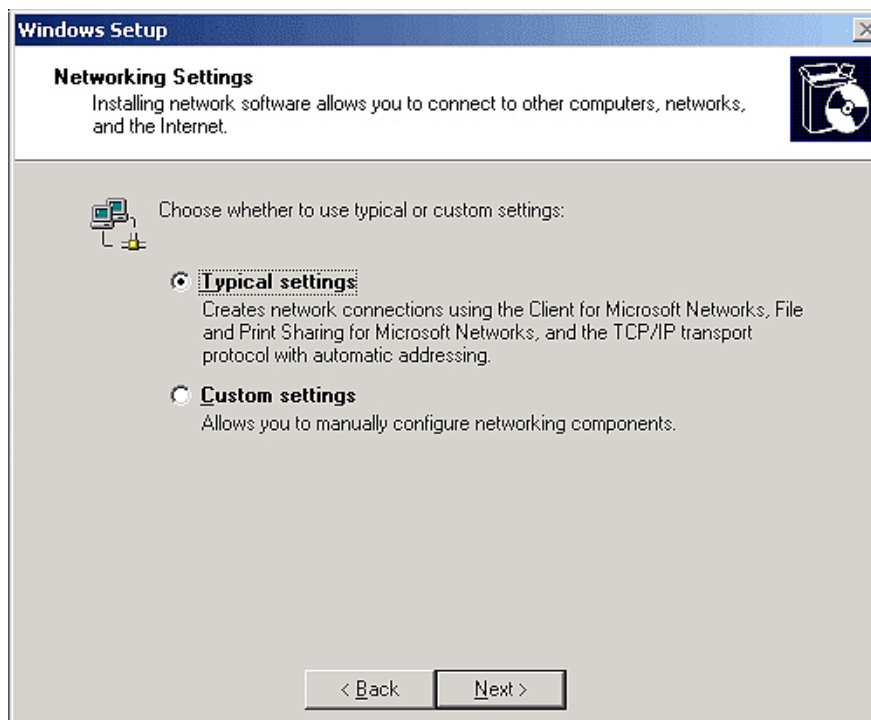 Windows Setup
Networking Settings
Installing network software allows you to connect to other computers, networks,
and the Internet.
Choose whether to use typical or custom settings:
Typical settings
Creates network connections using the Client for Microsoft Networks, File
and Print Sharing for Microsoft Networks, and the TCP/IP transport
protocol with automatic addressing.
Custom settings
Allows you to manually configure networking components.
< Back
Next >